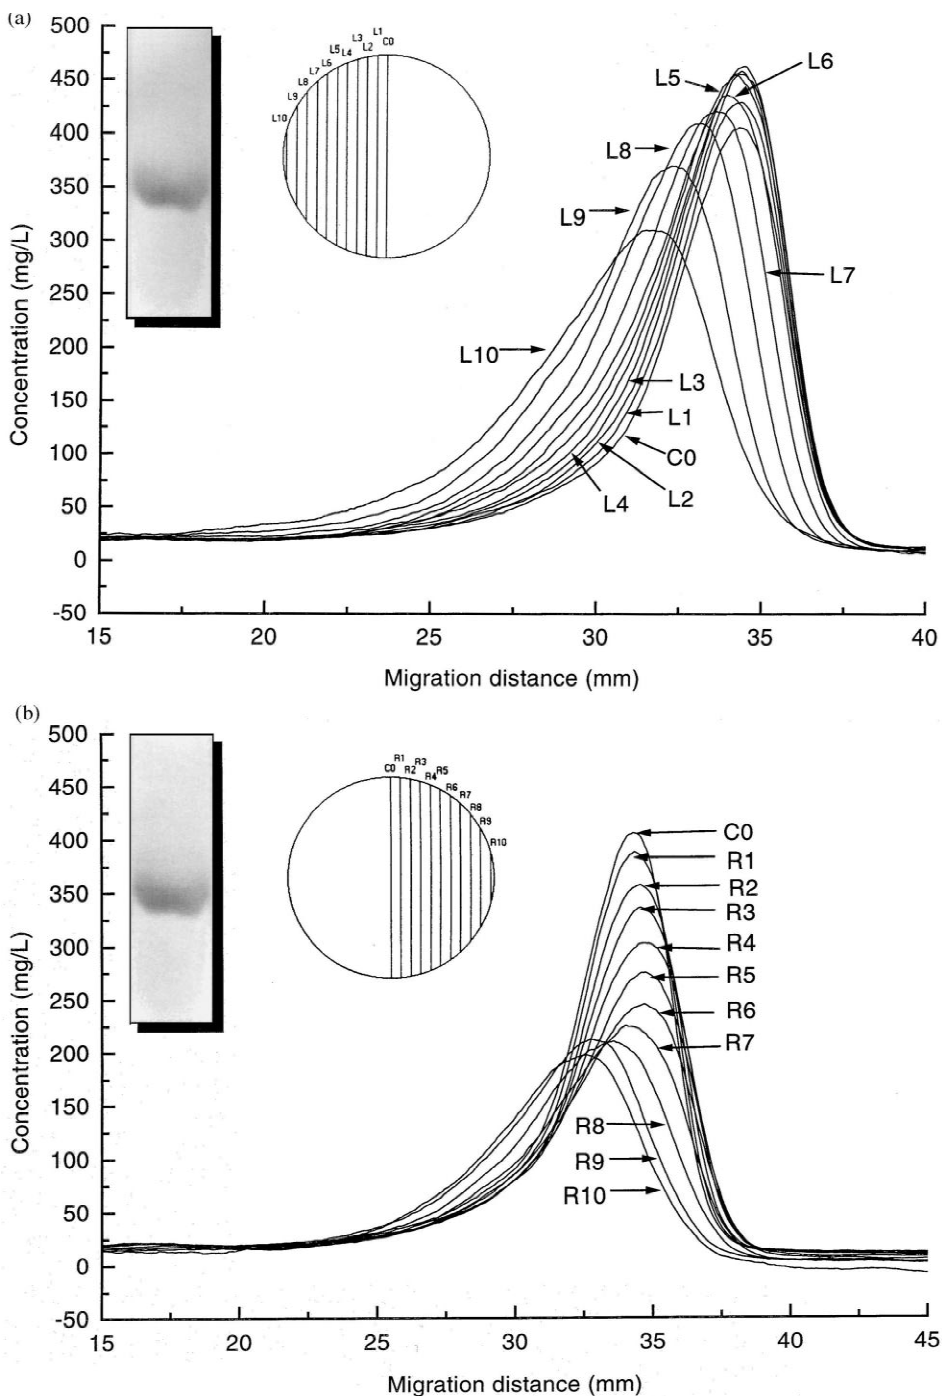 (a)
500
450
400
350
300
250
200
150
100
50
0
-50
Concentration (mg/L)
L10
L9
L8
L7
L6
L5
L4
L3
L2
L1
C0
L5
L6
L8
L9
L7
L10
L3
L1
C0
L2
L4
15 20 25 30 35 40
Migration distance (mm)
(b)
500
450
400
350
300
250
200
150
100
50
0
-50
Concentration (mg/L)
C0
R1
R2
R3
R4
R5
R6
R7
R8
R9
R10
C0
R1
R2
R3
R4
R5
R6
R7
R8
R9
R10
15 20 25 30 35 40 45
Migration distance (mm)